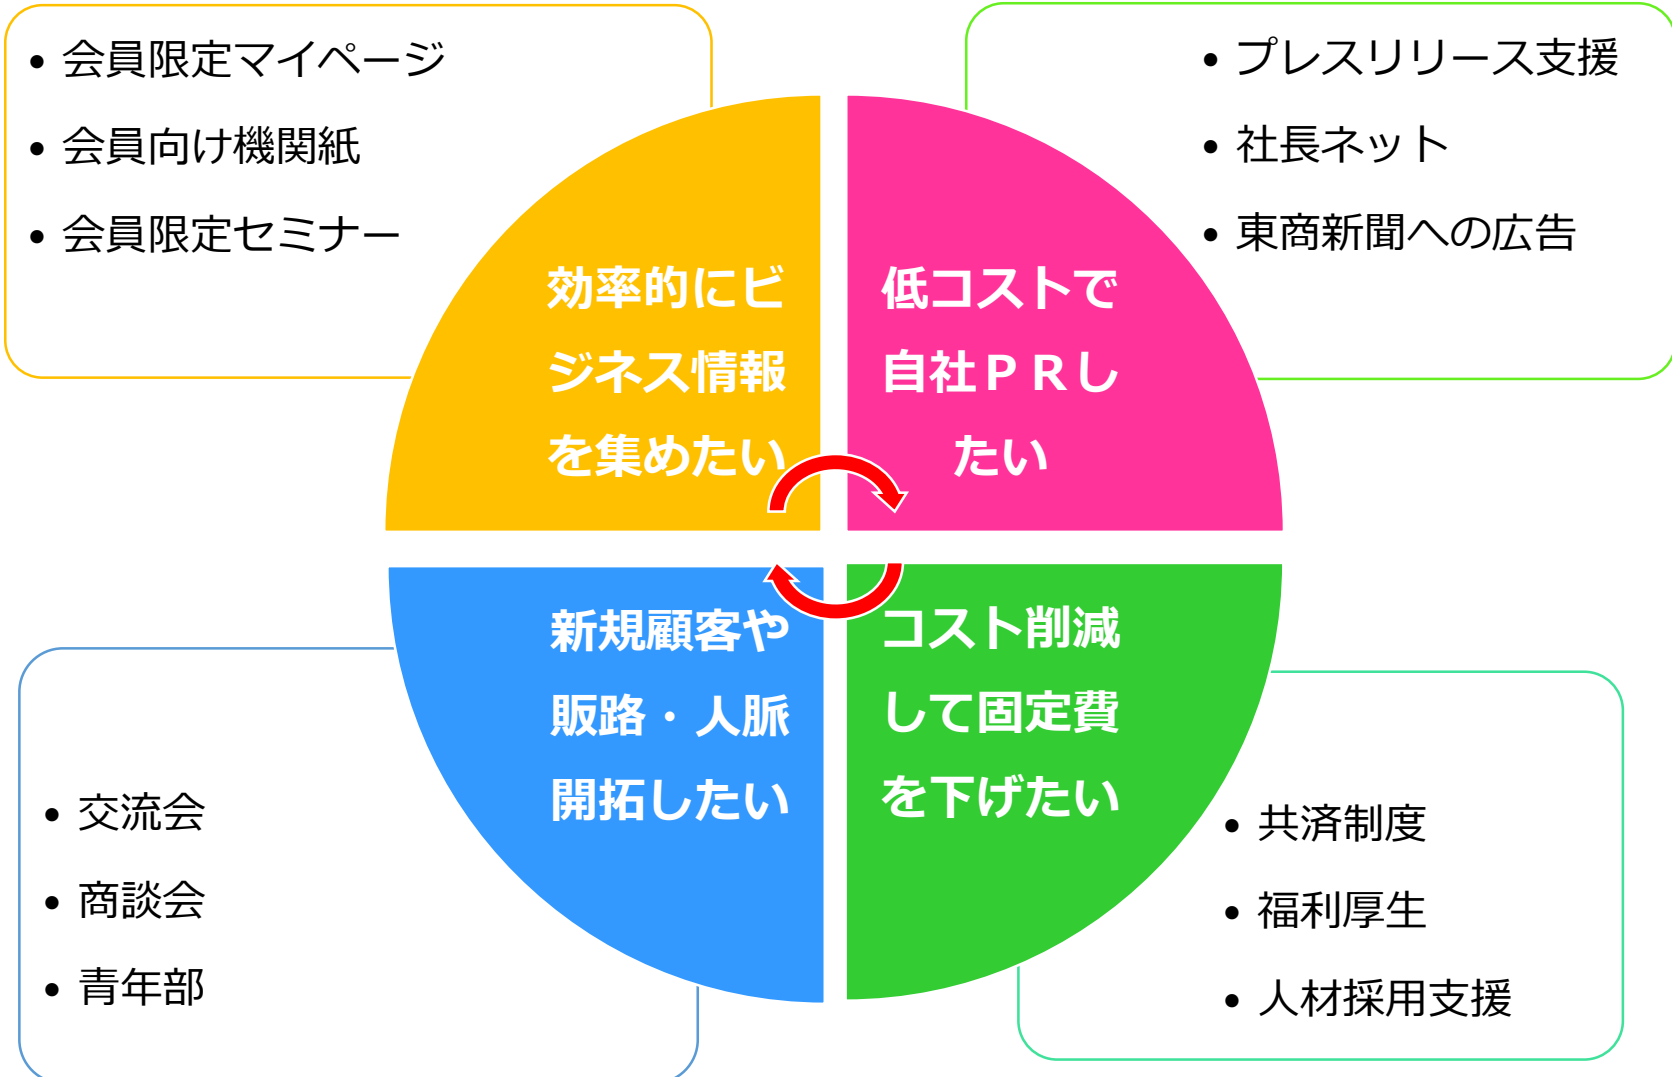 • 会員限定マイページ
• 会員向け機関紙
• 会員限定セミナー
• プレスリリース支援
• 社長ネット
• 東商新聞への広告
効率的にビ
ジネス情報
を集めたい
低コストで
自社ＰＲし
たい
新規顧客や
販路・人脈
開拓したい
コスト削減
して固定費
を下げたい
• 交流会
• 商談会
• 青年部
• 共済制度
• 福利厚生
• 人材採用支援